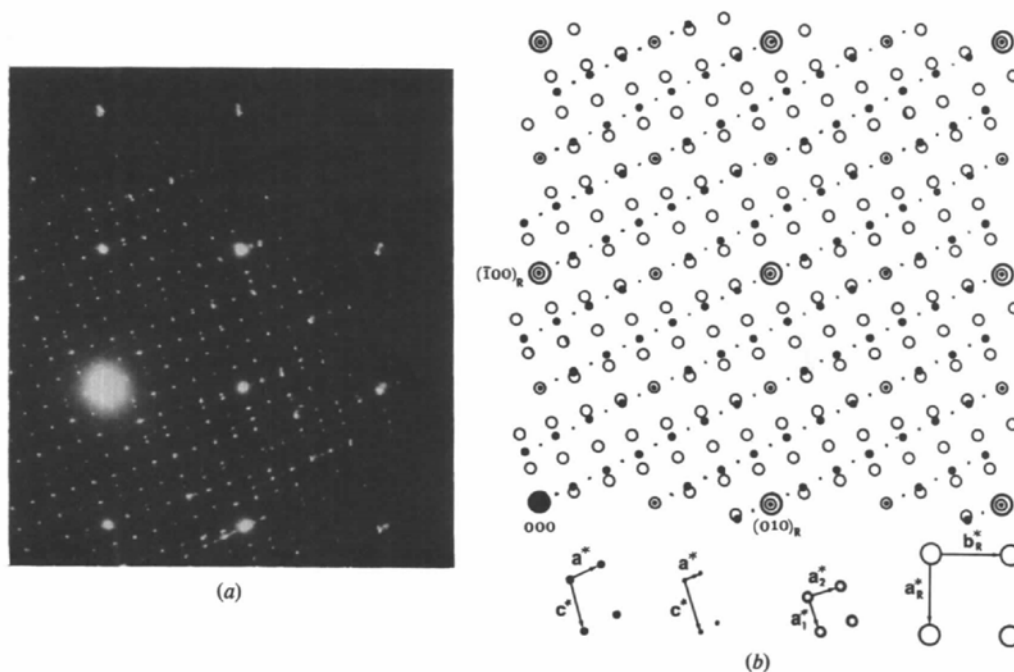 (1̄00)R
000
(010)R
a* a* a₂* b*R
c* c* a₁* a*R
(a)
(b)